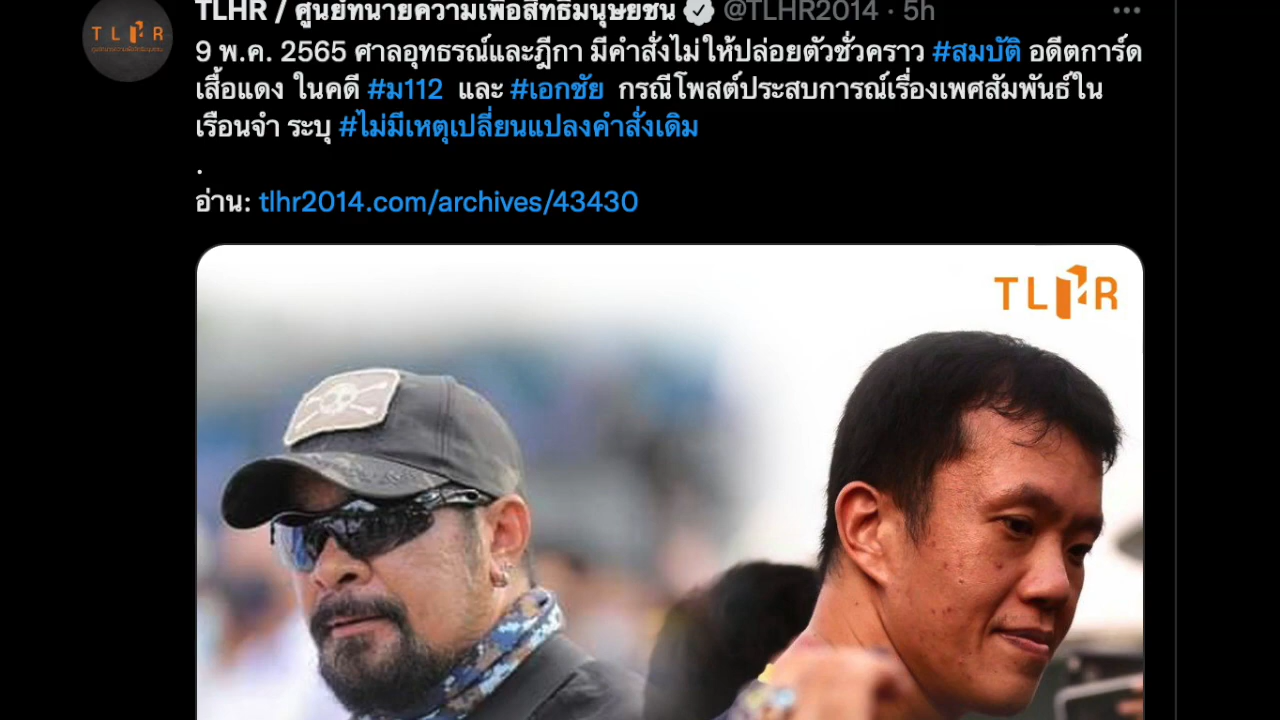 TLHR / ศูนย์ทนายความเพื่อสิทธิมนุษยชน @TLHR2014 · 5h
9 พ.ค. 2565 ศาลอุทธรณ์และฎีกา มีคำสั่งไม่ให้ปล่อยตัวชั่วคราว #สมบัติ อดีตการ์ด
เสื้อแดง ในคดี #ม112 และ #เอกชัย กรณีโพสต์ประสบการณ์เรื่องเพศสัมพันธ์ใน
เรือนจำ ระบุ #ไม่มีเหตุเปลี่ยนแปลงคำสั่งเดิม
.
อ่าน: tlhr2014.com/archives/43430
TLHR
TLHR